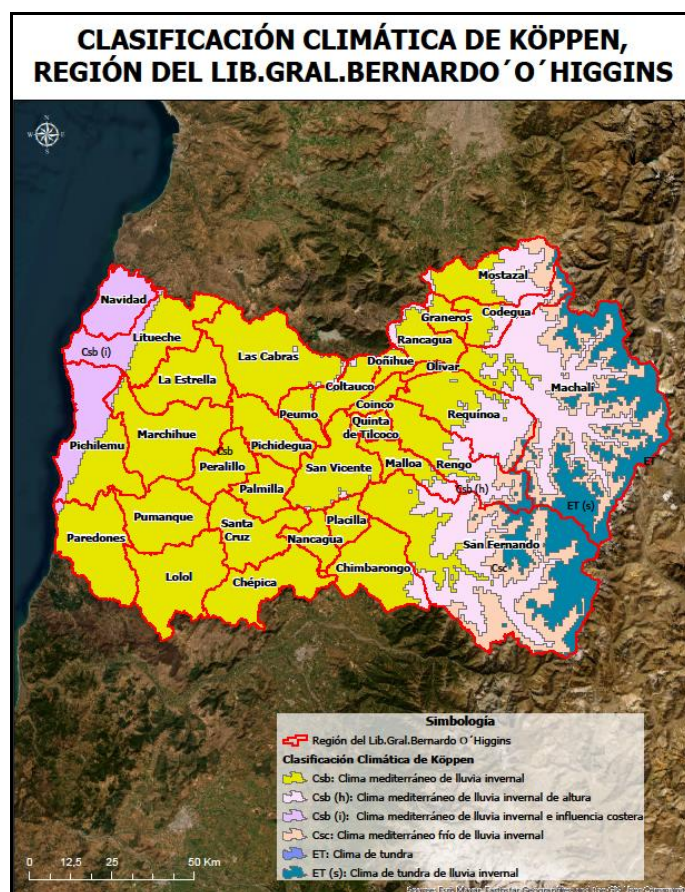 CLASIFICACIÓN CLIMÁTICA DE KÖPPEN,
REGIÓN DEL LIB.GRAL.BERNARDO´O´HIGGINS
N
W E
S
Mostazal
Navidad
Codegua
Graneros
Litueche
Rancagua
Csb (i)
Las Cabras
Doñihue
Olivar
La Estrella
Coltauco
Machalí
Coinco
Peumo
Requínoa
Quinta
de Tilcoco
Pichilemu
Marchihue
Pichidegua
Csb
Peralillo
San Vicente
Malloa
Rengo
ET
Palmilla
Csb (h)
ET (s)
Pumanque
Placilla
Santa
Cruz
Paredones
Nancagua
San Fernando
Chimbarongo
Csc
Lolol
Chépica
Simbología
Región del Lib.Gral.Bernardo O´Higgins
Clasificación Climática de Köppen
Csb: Clima mediterráneo de lluvia invernal
Csb (h): Clima mediterráneo de lluvia invernal de altura
Csb (i): Clima mediterráneo de lluvia invernal e influencia costera
Csc: Clima mediterráneo frío de lluvia invernal
ET: Clima de tundra
ET (s): Clima de tundra de lluvia invernal
0 12,5 25 50 Km